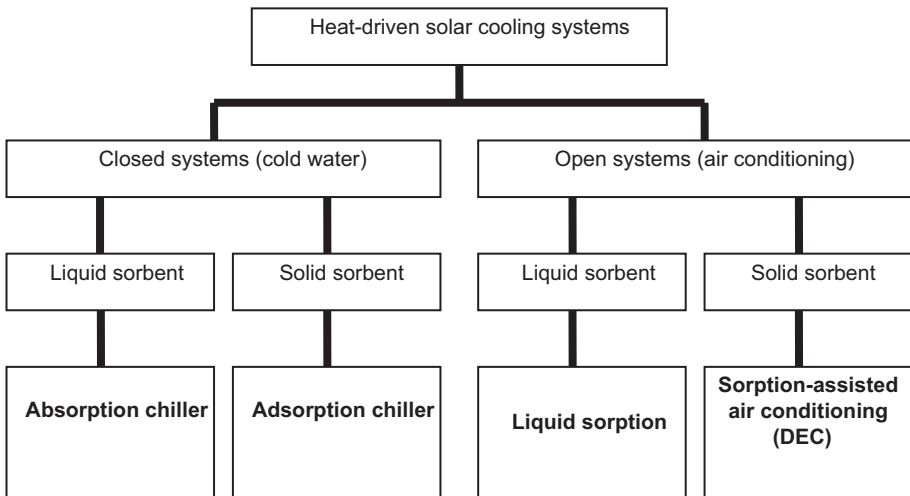 Heat-driven solar cooling systems
Closed systems (cold water)
Open systems (air conditioning)
Liquid sorbent
Solid sorbent
Liquid sorbent
Solid sorbent
Absorption chiller
Adsorption chiller
Liquid sorption
Sorption-assisted
air conditioning
(DEC)